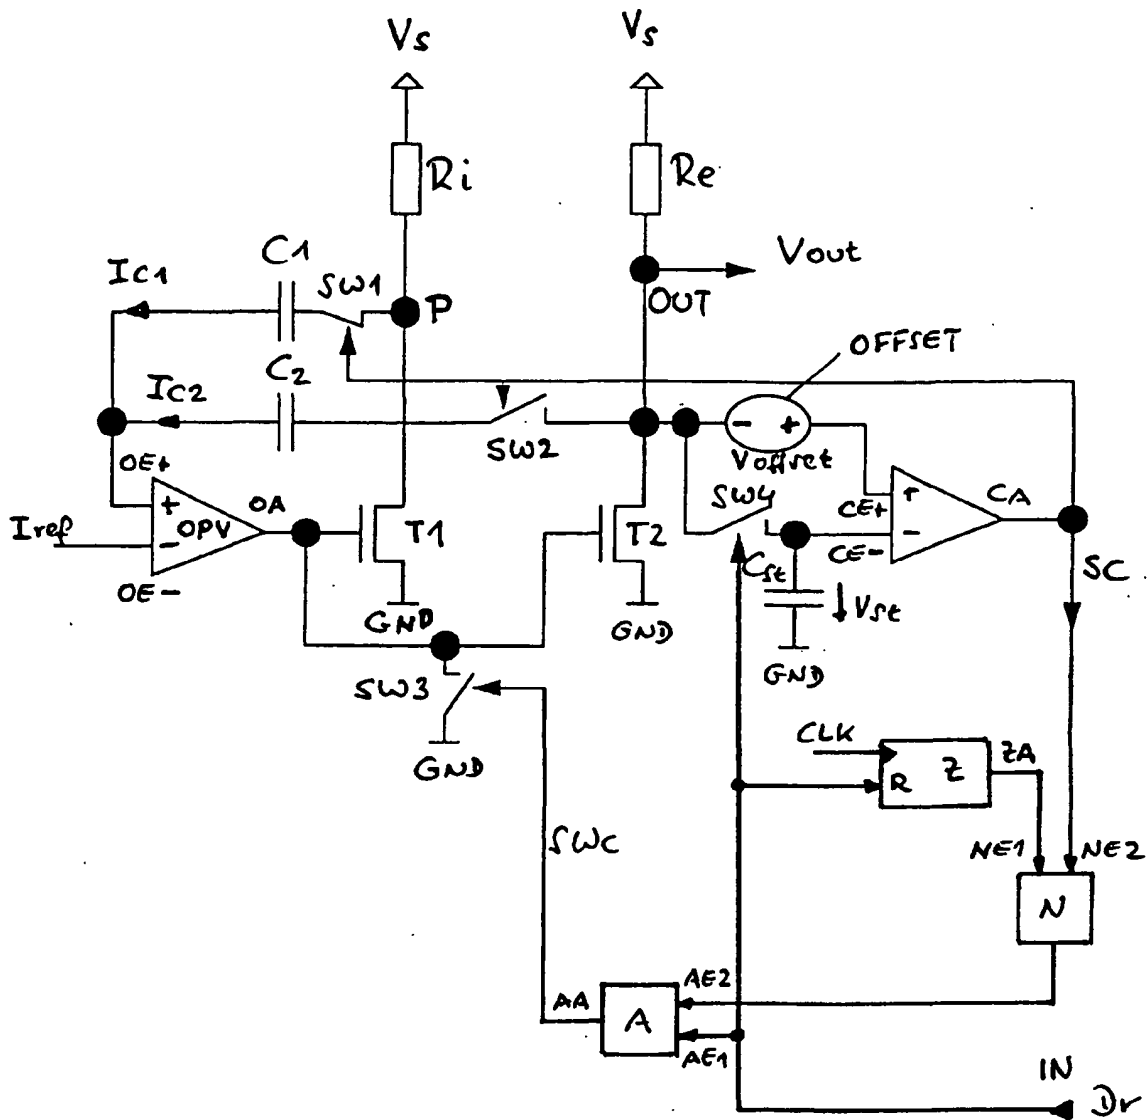 Vs
Vs
Ri
Re
C1
IC1
SW1
P
Vout
OUT
OFFSET
C2
IC2
SW2
- +
Voffset
SW4
OE+
OA
+
OPV
-
Iref
OE-
T1
T2
CE+
+
-
CE-
CA
SC
Cst
Vst
GND
GND
GND
SW3
GND
CLK
ZA
R
Z
SWC
NE1
NE2
N
AE2
AA
A
AE1
IN
Dr